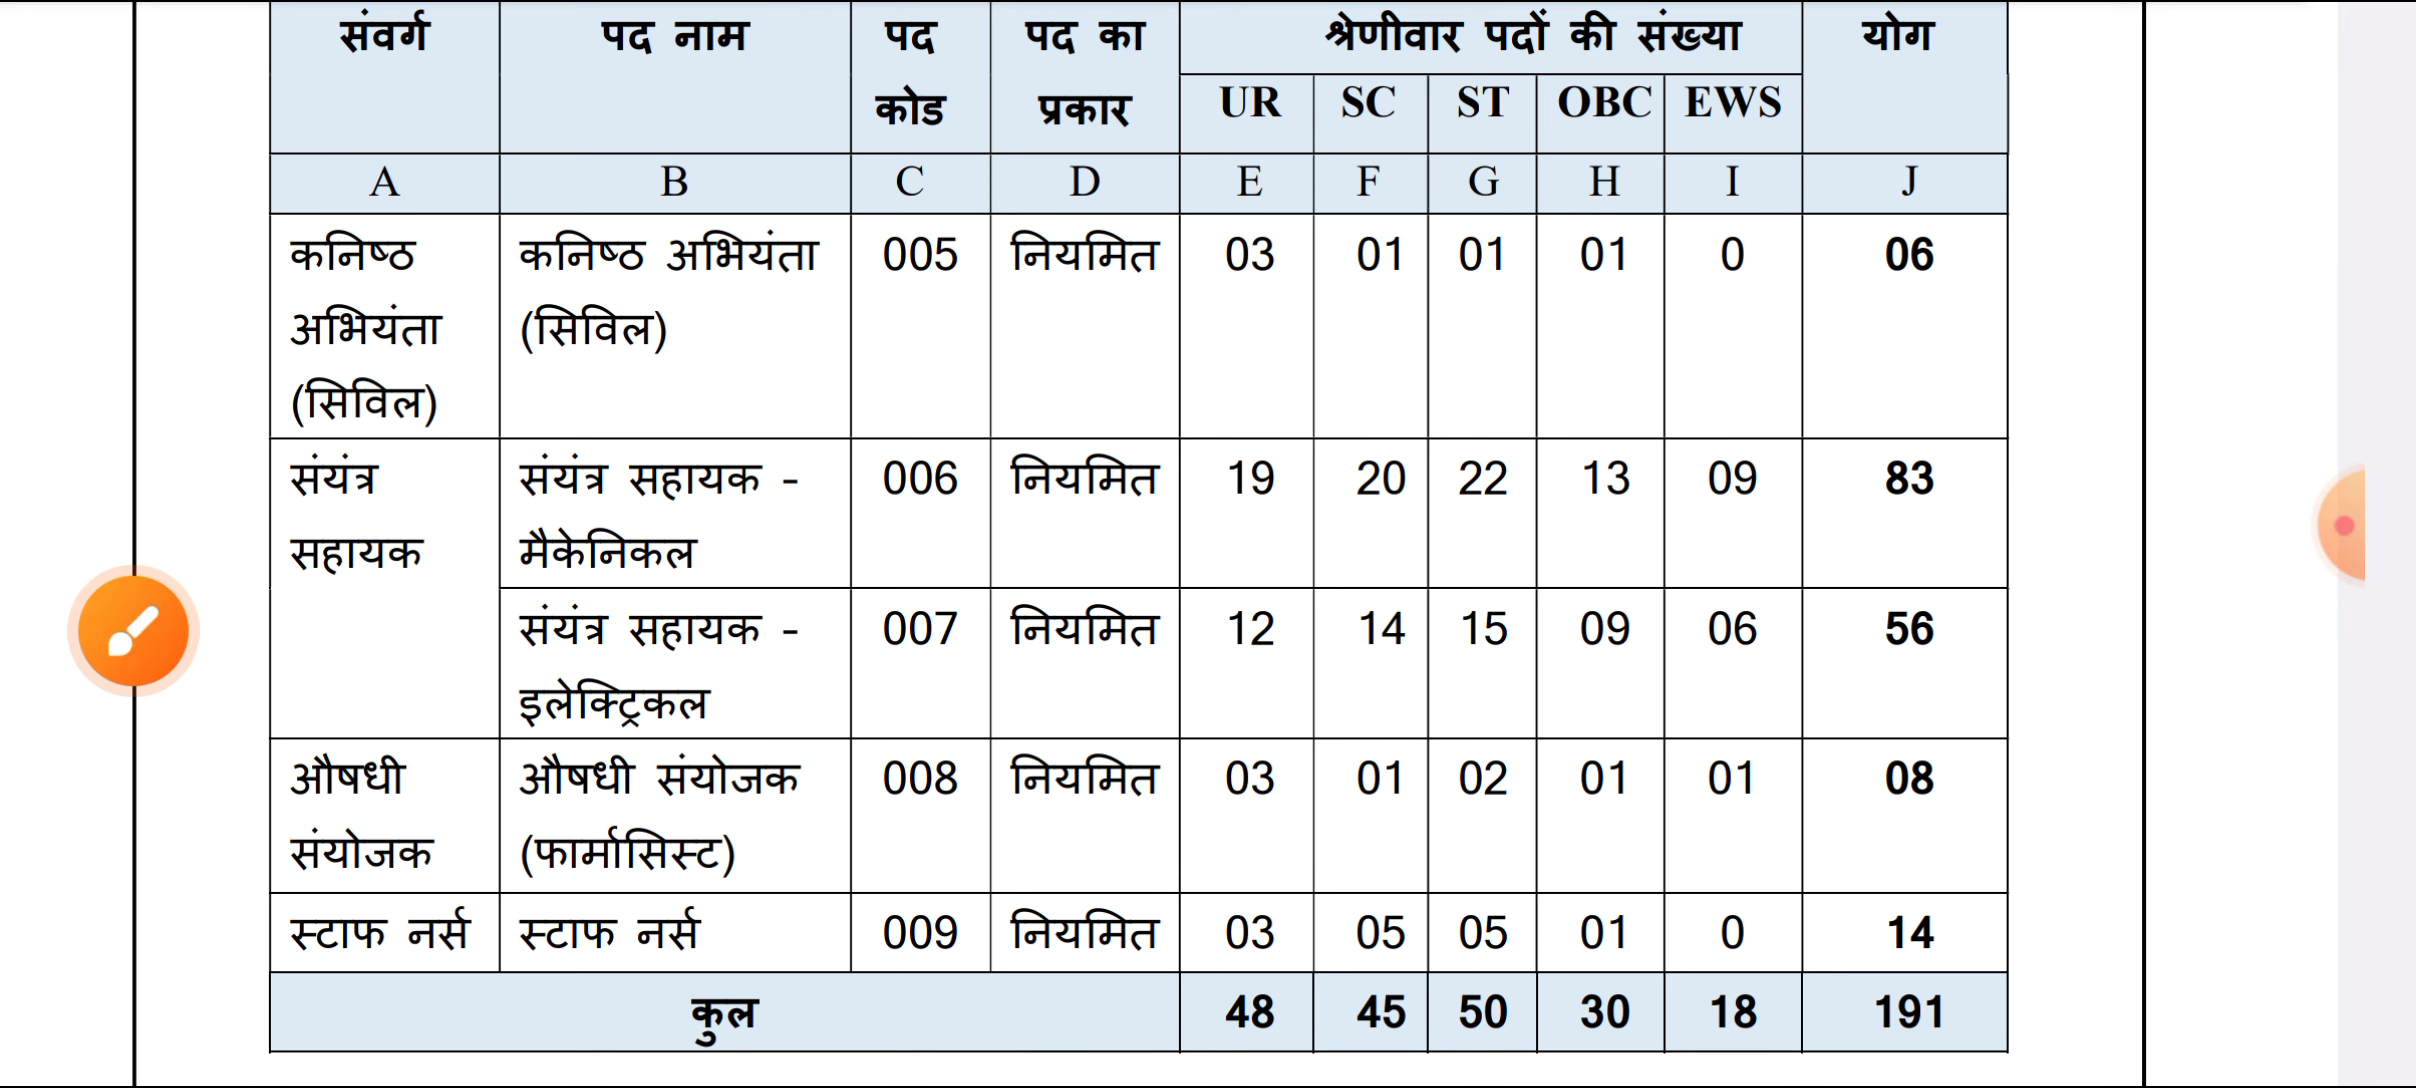 संवर्ग पद नाम पद कोड पद का प्रकार श्रेणीवार पदों की संख्या योग
UR SC ST OBC EWS
A B C D E F G H I J
कनिष्ठ अभियंता (सिविल) कनिष्ठ अभियंता (सिविल) 005 नियमित 03 01 01 01 0 06
संयंत्र सहायक संयंत्र सहायक - मैकेनिकल 006 नियमित 19 20 22 13 09 83
संयंत्र सहायक - इलेक्ट्रिकल 007 नियमित 12 14 15 09 06 56
औषधी संयोजक औषधी संयोजक (फार्मासिस्ट) 008 नियमित 03 01 02 01 01 08
स्टाफ नर्स स्टाफ नर्स 009 नियमित 03 05 05 01 0 14
कुल 48 45 50 30 18 191